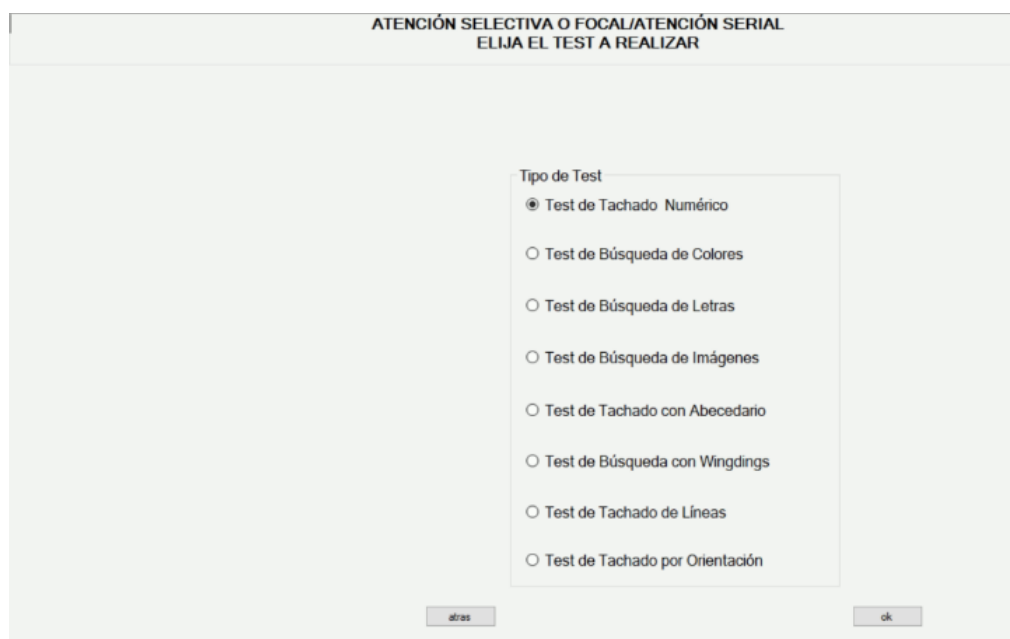 ATENCIÓN SELECTIVA O FOCAL/ATENCIÓN SERIAL
ELIJA EL TEST A REALIZAR
Tipo de Test
Test de Tachado Numérico
Test de Búsqueda de Colores
Test de Búsqueda de Letras
Test de Búsqueda de Imágenes
Test de Tachado con Abecedario
Test de Búsqueda con Wingdings
Test de Tachado de Líneas
Test de Tachado por Orientación
atras
ok